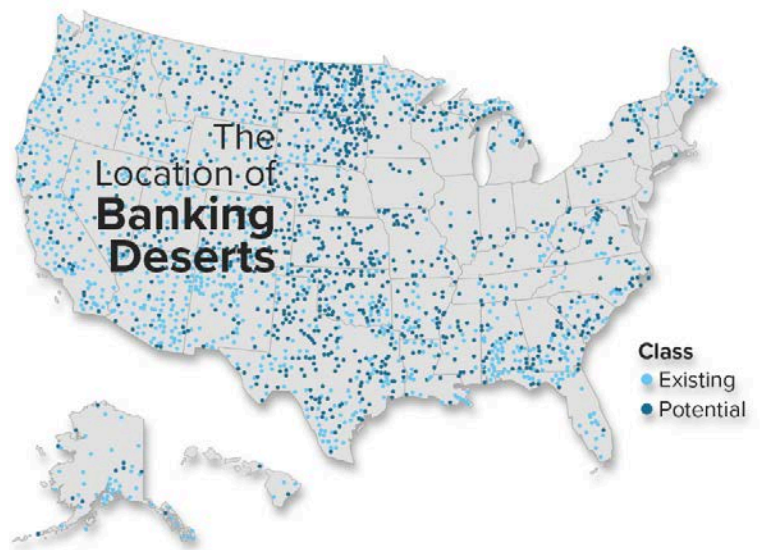 The
Location of
Banking
Deserts
Class
Existing
Potential